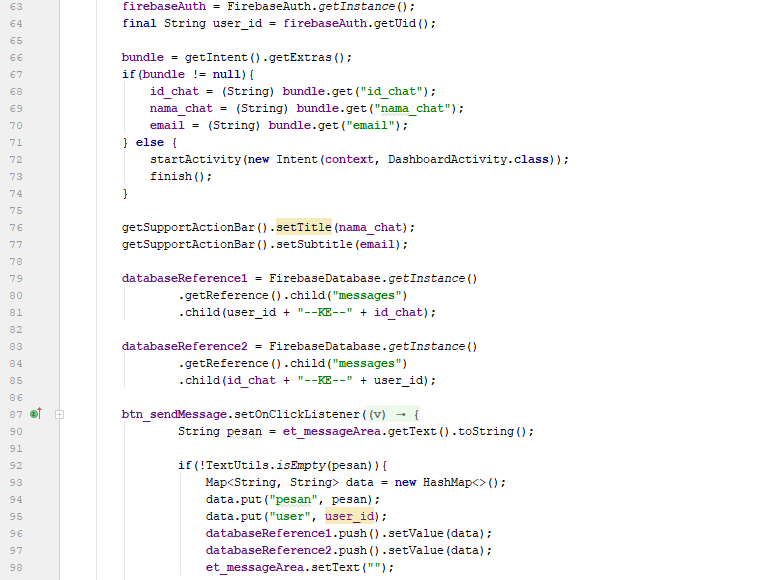 63 firebaseAuth = FirebaseAuth.getInstance();
64 final String user_id = firebaseAuth.getUid();
65
66 bundle = getIntent().getExtras();
67 if(bundle != null){
68 id_chat = (String) bundle.get("id_chat");
69 nama_chat = (String) bundle.get("nama_chat");
70 email = (String) bundle.get("email");
71 } else {
72 startActivity(new Intent(context, DashboardActivity.class));
73 finish();
74 }
75
76 getSupportActionBar().setTitle(nama_chat);
77 getSupportActionBar().setSubtitle(email);
78
79 databaseReference1 = FirebaseDatabase.getInstance()
80 .getReference().child("messages")
81 .child(user_id + "--KE--" + id_chat);
82
83 databaseReference2 = FirebaseDatabase.getInstance()
84 .getReference().child("messages")
85 .child(id_chat + "--KE--" + user_id);
86
87 btn_sendMessage.setOnClickListener((v) → {
90 String pesan = et_messageArea.getText().toString();
91
92 if(!TextUtils.isEmpty(pesan)){
93 Map<String, String> data = new HashMap<>();
94 data.put("pesan", pesan);
95 data.put("user", user_id);
96 databaseReference1.push().setValue(data);
97 databaseReference2.push().setValue(data);
98 et_messageArea.setText("");